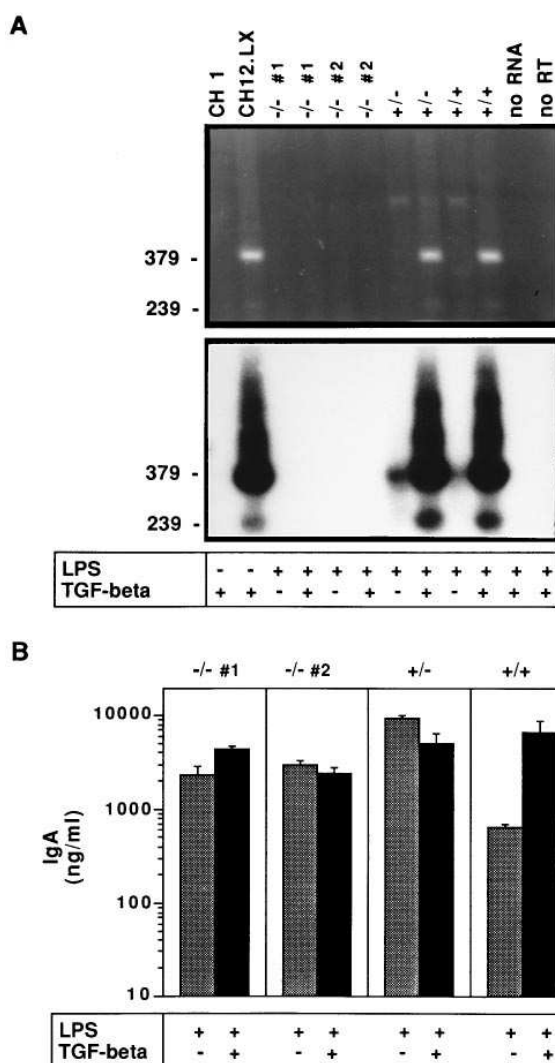 A
CH 1
CH12.LX
-/- #1
-/- #1
-/- #2
-/- #2
+/-
+/-
+/+
+/+
no RNA
no RT
379 -
239 -
379 -
239 -
LPS - - + + + + + + + + + +
TGF-beta + + - + - + - + - + + +
B
-/- #1 -/- #2 +/- +/+
10000
1000
100
10
IgA
(ng/ml)
LPS + + + + + + + +
TGF-beta - + - + - + - +